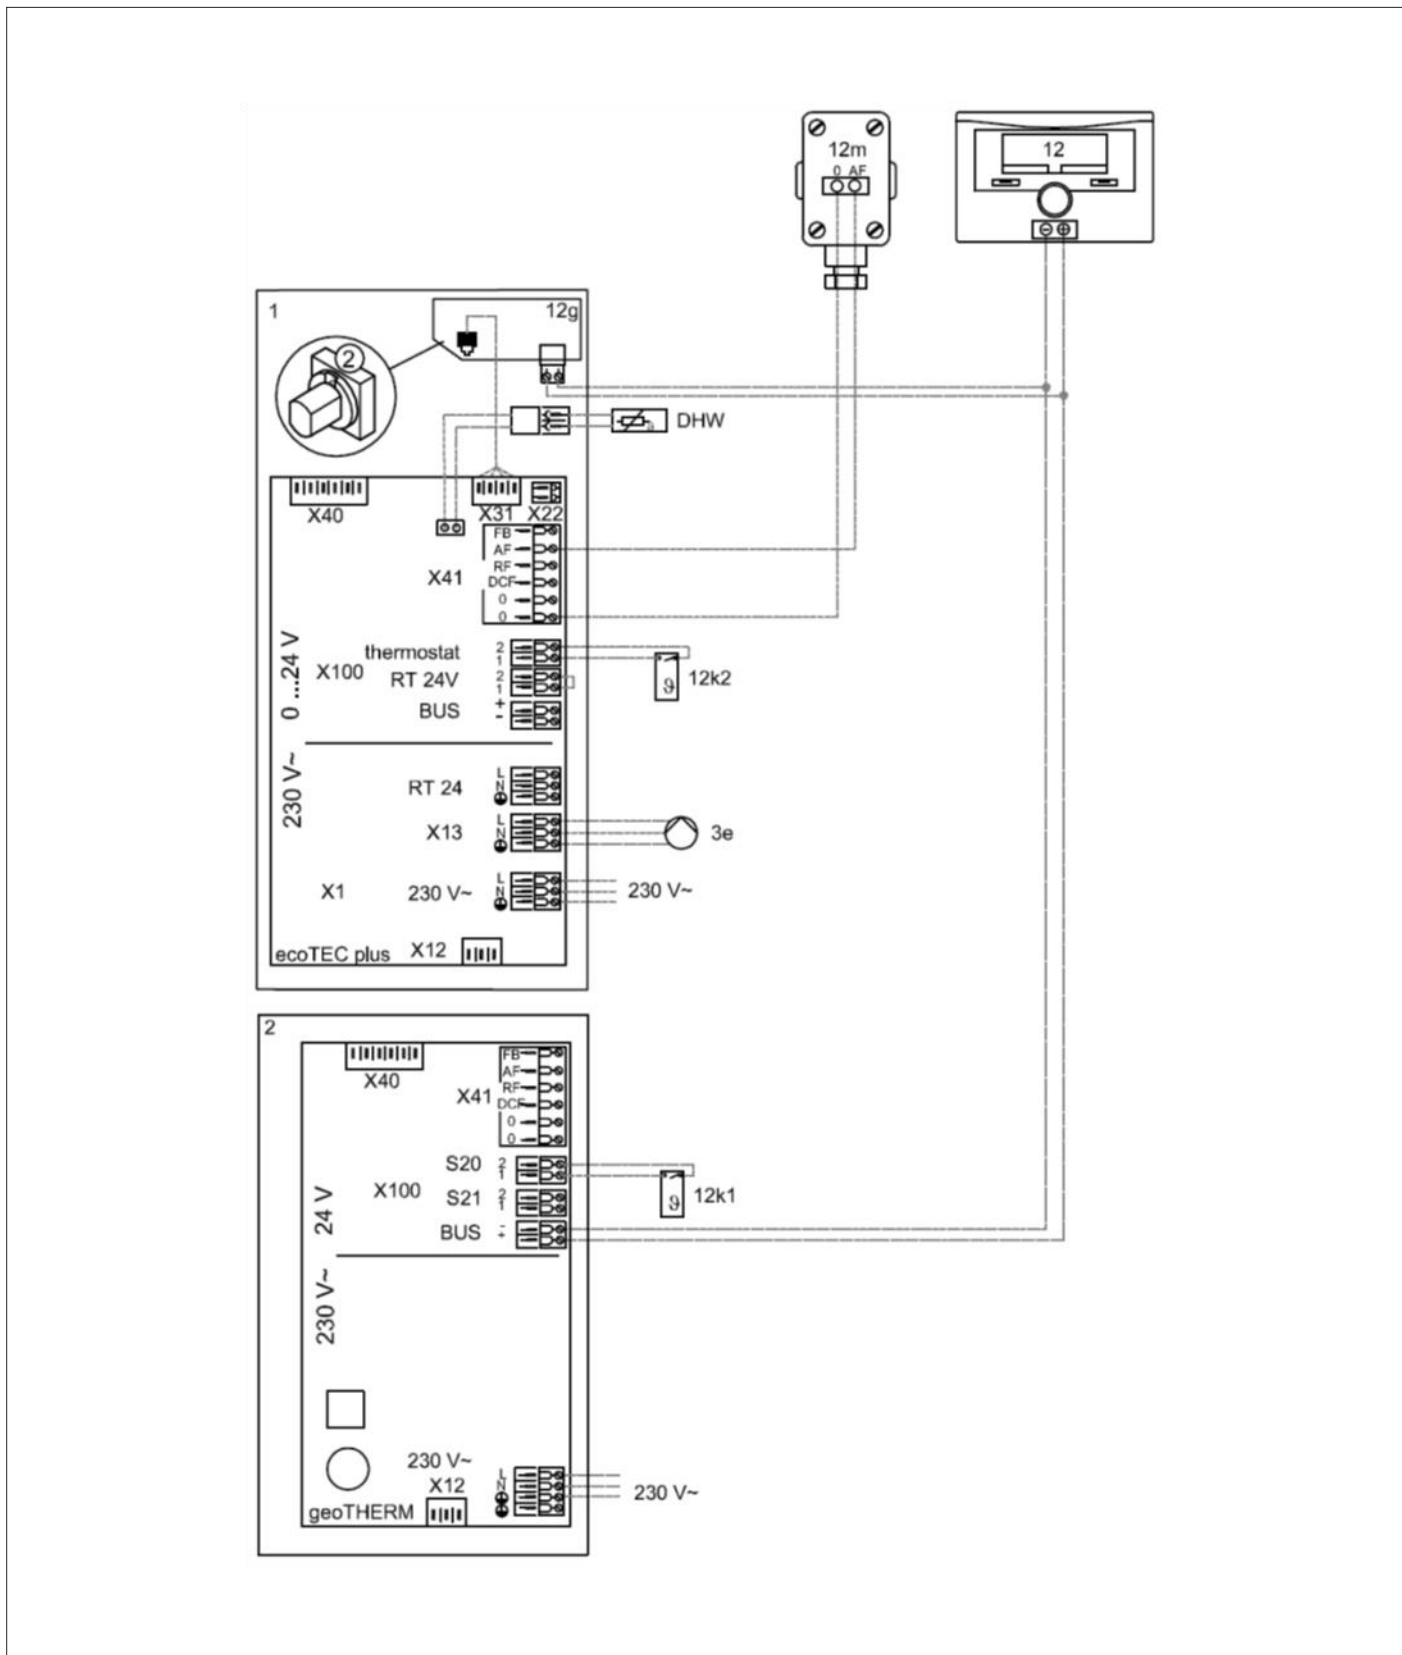 12m
0 AF
12
1
12g
2
DHW
X40
X31 X22
FB
AF
RF
X41
DCF
0
0
0 ...24 V
thermostat 2
1
X100
RT 24V 2
1
12k2
BUS +
-
230 V~
RT 24 L
N
X13 L
N
3e
X1 230 V~ L
N
230 V~
ecoTEC plus X12
2
X40
FB
AF
RF
X41
DCF
0
0
24 V
S20 2
1
X100
S21 2
1
12k1
BUS -
+
230 V~
230 V~
X12
L
N
230 V~
geoTHERM